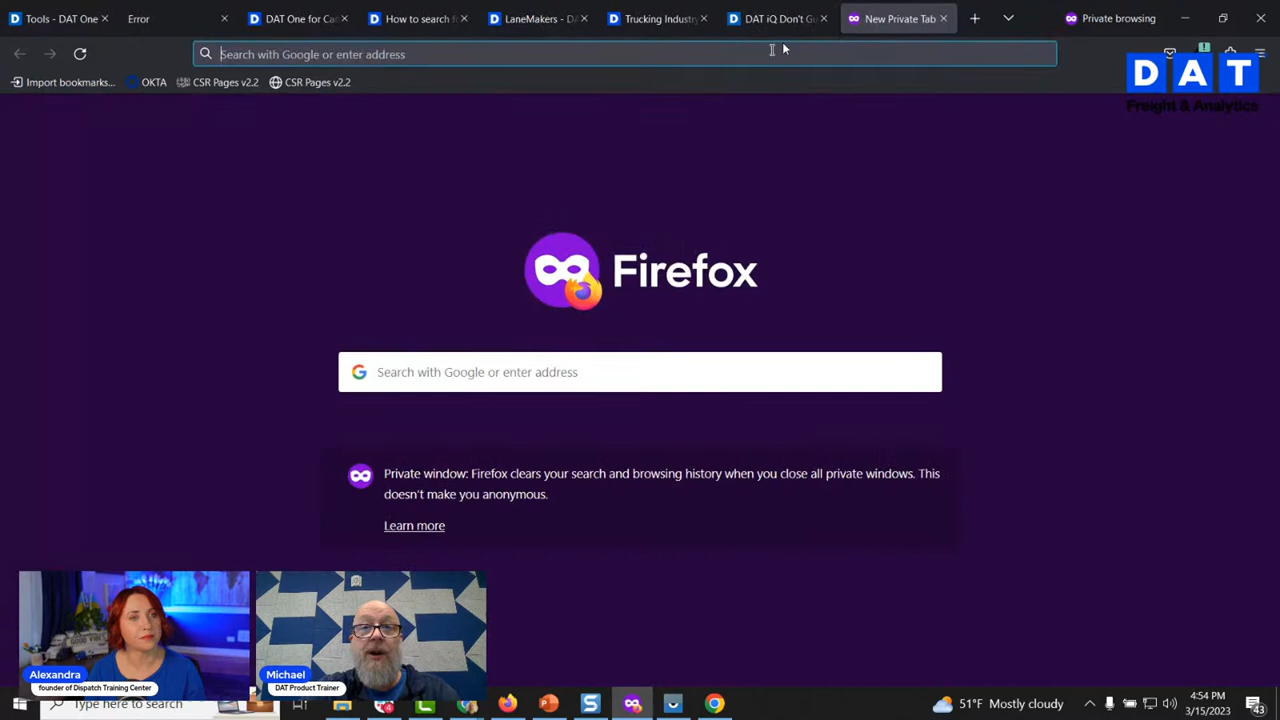 Tools - DAT One
Error
DAT One for Ca
How to search f
LaneMakers - DA
Trucking Industry
DAT iQ Don't Gu
New Private Tab
Private browsing
Search with Google or enter address
Import bookmarks...
OKTA
CSR Pages v2.2
CSR Pages v2.2
DAT
Freight & Analytics
Firefox
Search with Google or enter address
Private window: Firefox clears your search and browsing history when you close all private windows. This
doesn't make you anonymous.
Learn more
Alexandra
founder of Dispatch Training Center
Michael
DAT Product Trainer
Type here to search
51°F Mostly cloudy
4:54 PM
3/15/2023
43